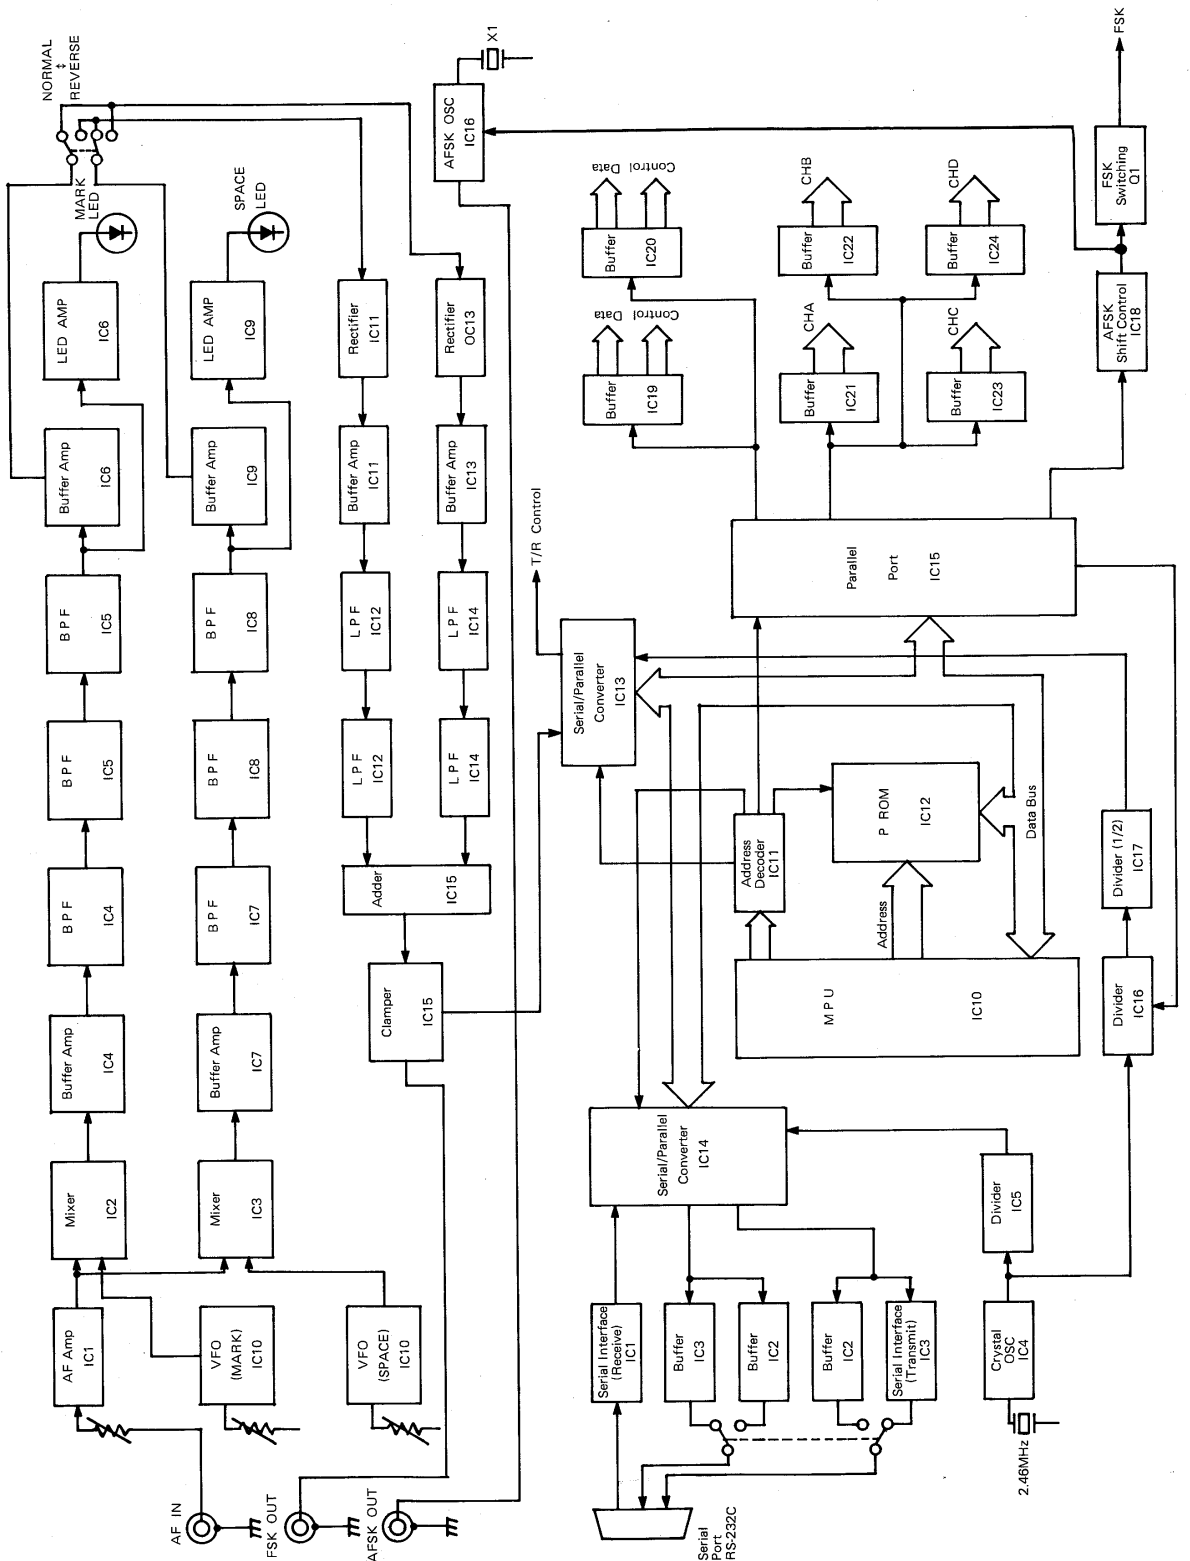 AF IN
FSK OUT
AFSK OUT
AF Amp
IC1
VFO
(MARK)
IC10
VFO
(SPACE)
IC10
Mixer
IC2
Mixer
IC3
Buffer Amp
IC4
Buffer Amp
IC7
B P F
IC4
B P F
IC7
B P F
IC5
B P F
IC8
B P F
IC5
B P F
IC8
Buffer Amp
IC6
Buffer Amp
IC9
LED AMP
IC6
LED AMP
IC9
MARK
LED
SPACE
LED
NORMAL
↕
REVERSE
Rectifier
IC11
Rectifier
OC13
Buffer Amp
IC11
Buffer Amp
IC13
L P F
IC12
L P F
IC14
L P F
IC12
L P F
IC14
Adder
IC15
Clamper
IC15
AFSK OSC
IC16
X1
T/R Control
Serial/Parallel
Converter
IC13
Serial
Port
RS-232C
Serial Interface
(Receive)
IC1
Buffer
IC3
Buffer
IC2
Buffer
IC2
Serial Interface
(Transmit)
IC3
Serial/Parallel
Converter
IC14
2.46MHz
Crystal
OSC
IC4
Divider
IC5
Divider
IC16
Divider (1/2)
IC17
M P U
IC10
Address
Decoder
IC11
Address
P ROM
IC12
Data Bus
Parallel
Port
IC15
Buffer
IC19
Control
Data
Buffer
IC20
Control
Data
Buffer
IC21
CHA
Buffer
IC22
CHB
Buffer
IC23
CHC
Buffer
IC24
CHD
AFSK
Shift Control
IC18
FSK
Switching
Q1
FSK